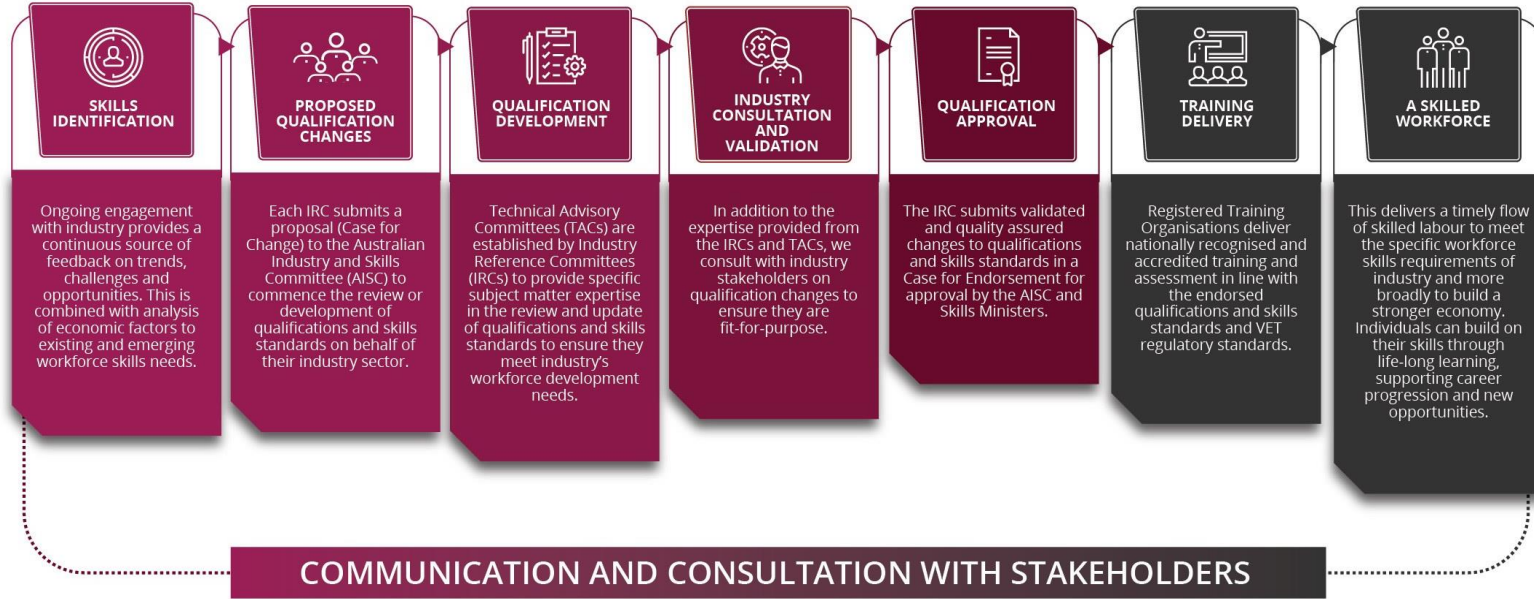 SKILLS
IDENTIFICATION
Ongoing engagement
with industry provides a
continuous source of
feedback on trends,
challenges and
opportunities. This is
combined with analysis
of economic factors to
existing and emerging
workforce skills needs.
PROPOSED
QUALIFICATION
CHANGES
Each IRC submits a
proposal (Case for
Change) to the Australian
Industry and Skills
Committee (AISC) to
commence the review or
development of
qualifications and skills
standards on behalf of
their industry sector.
QUALIFICATION
DEVELOPMENT
Technical Advisory
Committees (TACs) are
established by Industry
Reference Committees
(IRCs) to provide specific
subject matter expertise
in the review and update
of qualifications and skills
standards to ensure they
meet industry’s
workforce development
needs.
INDUSTRY
CONSULTATION
AND
VALIDATION
In addition to the
expertise provided from
the IRCs and TACs, we
consult with industry
stakeholders on
qualification changes to
ensure they are
fit-for-purpose.
QUALIFICATION
APPROVAL
The IRC submits validated
and quality assured
changes to qualifications
and skills standards in a
Case for Endorsement for
approval by the AISC and
Skills Ministers.
TRAINING
DELIVERY
Registered Training
Organisations deliver
nationally recognised and
accredited training and
assessment in line with
the endorsed
qualifications and skills
standards and VET
regulatory standards.
A SKILLED
WORKFORCE
This delivers a timely flow
of skilled labour to meet
the specific workforce
skills requirements of
industry and more
broadly to build a
stronger economy.
Individuals can build on
their skills through
life-long learning,
supporting career
progression and new
opportunities.
COMMUNICATION AND CONSULTATION WITH STAKEHOLDERS